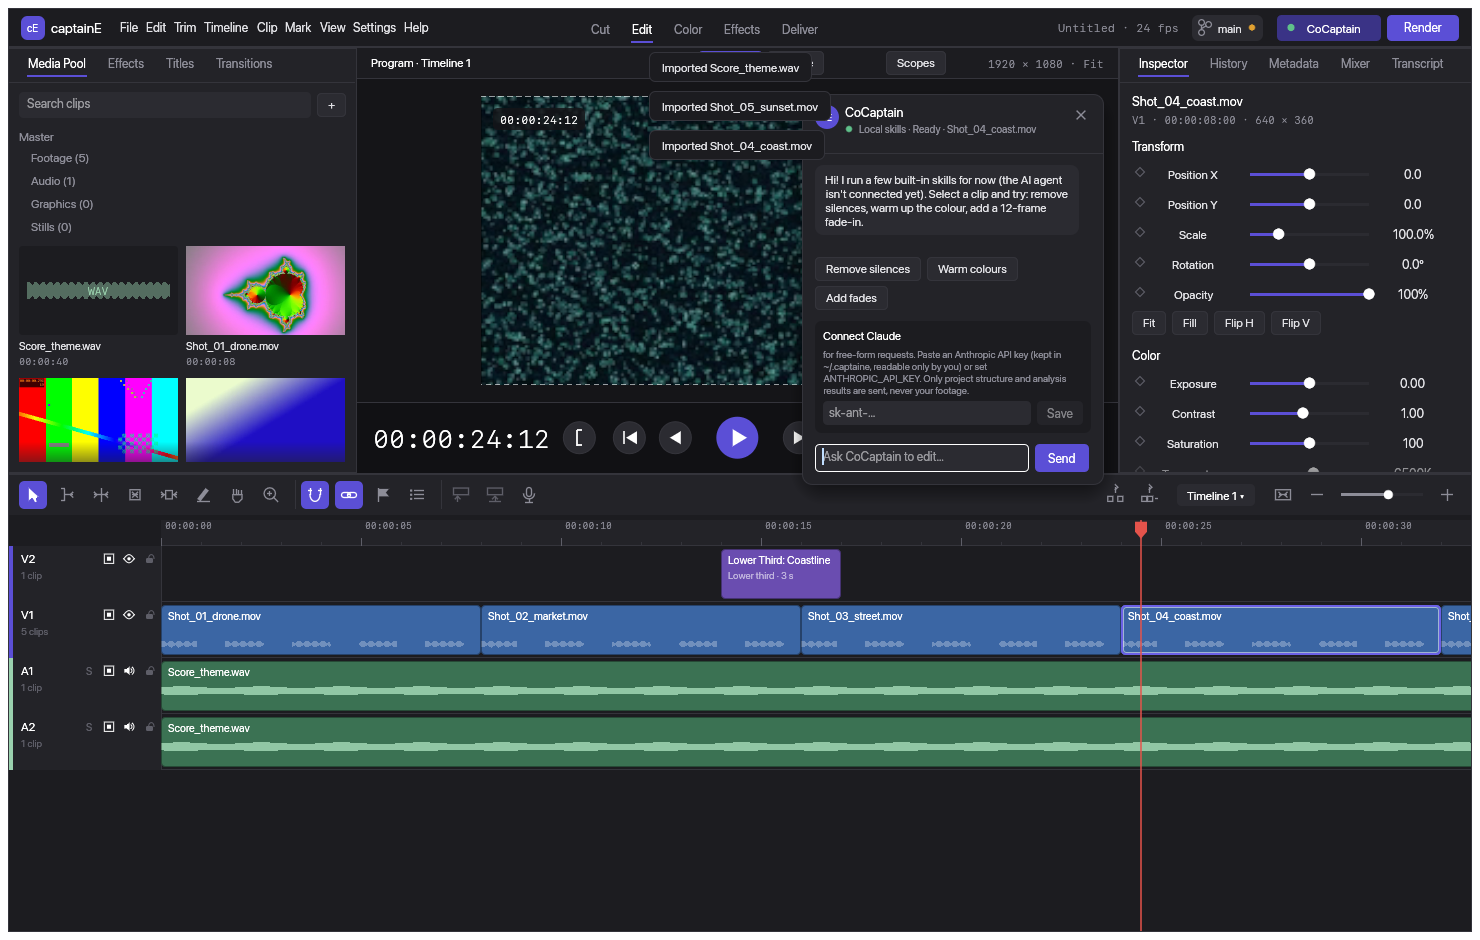 cE captainE File Edit Trim Timeline Clip Mark View Settings Help
Cut Edit Color Effects Deliver
Untitled · 24 fps main CoCaptain Render
Media Pool Effects Titles Transitions
Search clips +
Master
Footage (5)
Audio (1)
Graphics (0)
Stills (0)
WAV
Score_theme.wav
00:00:40
Shot_01_drone.mov
00:00:08
Program · Timeline 1
Scopes 1920 × 1080 · Fit
00:00:24:12
Imported Score_theme.wav
Imported Shot_05_sunset.mov
Imported Shot_04_coast.mov
00:00:24:12
CoCaptain
Local skills · Ready · Shot_04_coast.mov
Hi! I run a few built-in skills for now (the AI agent
isn't connected yet). Select a clip and try: remove
silences, warm up the colour, add a 12-frame
fade-in.
Remove silences Warm colours
Add fades
Connect Claude
for free-form requests. Paste an Anthropic API key (kept in
~/.captaine, readable only by you) or set
ANTHROPIC_API_KEY. Only project structure and analysis
results are sent, never your footage.
sk-ant-... Save
Ask CoCaptain to edit... Send
Inspector History Metadata Mixer Transcript
Shot_04_coast.mov
V1 · 00:00:08:00 · 640 × 360
Transform
Position X 0.0
Position Y 0.0
Scale 100.0%
Rotation 0.0°
Opacity 100%
Fit Fill Flip H Flip V
Color
Exposure 0.00
Contrast 1.00
Saturation 100
Timeline 1
00:00:00 00:00:05 00:00:10 00:00:15 00:00:20 00:00:25 00:00:30
V2
1 clip
Lower Third: Coastline
Lower third · 3 s
V1
5 clips
Shot_01_drone.mov Shot_02_market.mov Shot_03_street.mov Shot_04_coast.mov Shot_
A1 S
1 clip
Score_theme.wav
A2 S
1 clip
Score_theme.wav